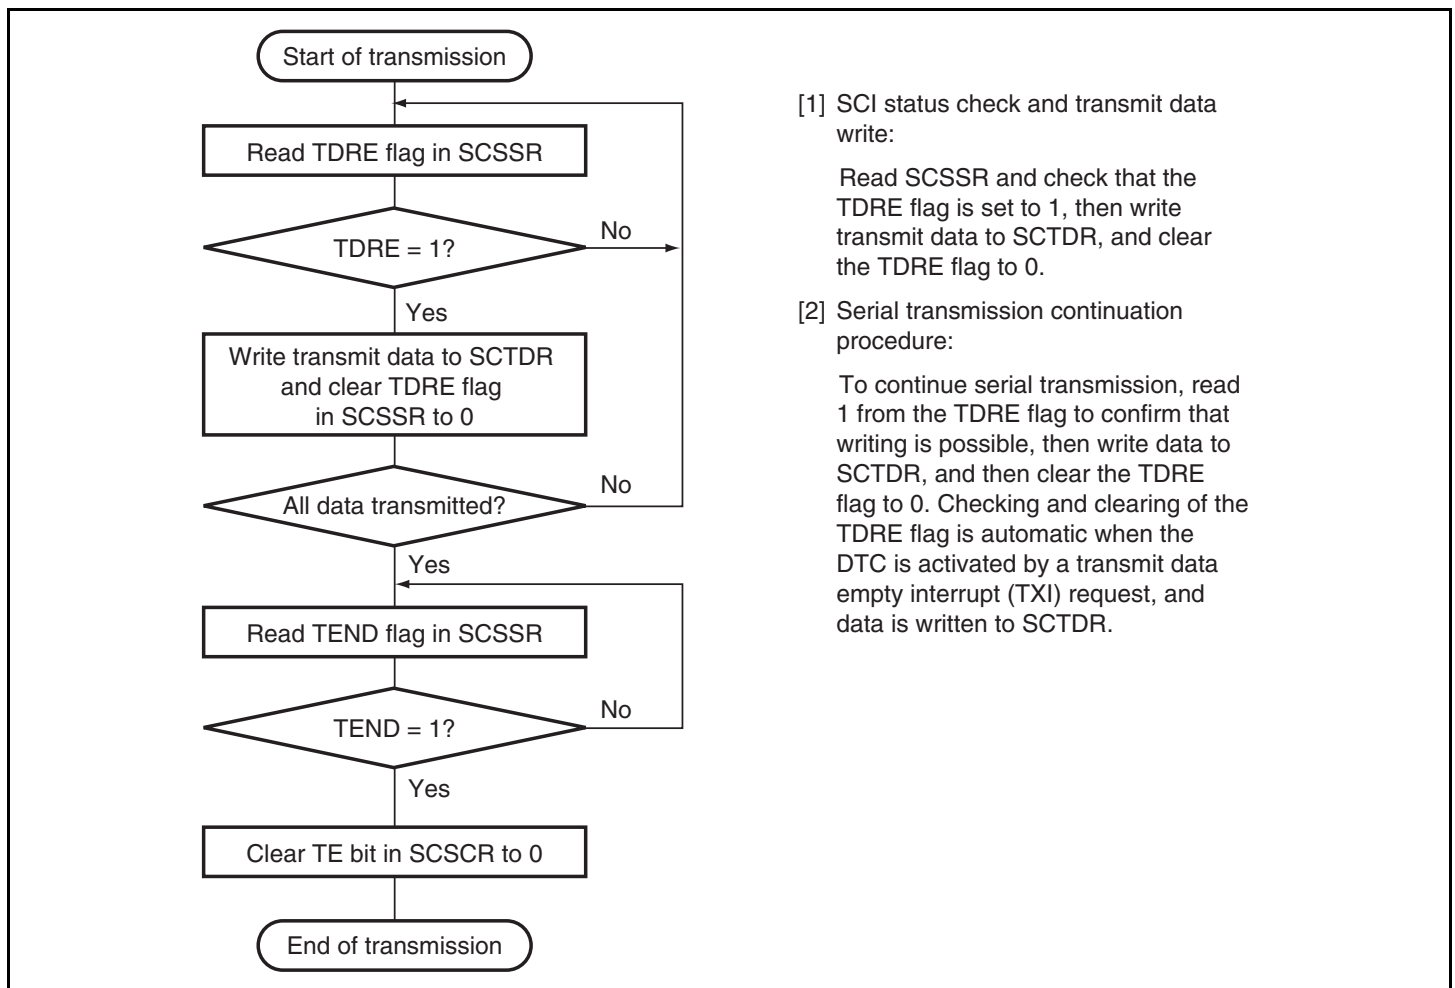 Start of transmission
Read TDRE flag in SCSSR
TDRE = 1?
No
Yes
Write transmit data to SCTDR
and clear TDRE flag
in SCSSR to 0
All data transmitted?
No
Yes
Read TEND flag in SCSSR
TEND = 1?
No
Yes
Clear TE bit in SCSCR to 0
End of transmission
[1] SCI status check and transmit data
write:
Read SCSSR and check that the
TDRE flag is set to 1, then write
transmit data to SCTDR, and clear
the TDRE flag to 0.
[2] Serial transmission continuation
procedure:
To continue serial transmission, read
1 from the TDRE flag to confirm that
writing is possible, then write data to
SCTDR, and then clear the TDRE
flag to 0. Checking and clearing of the
TDRE flag is automatic when the
DTC is activated by a transmit data
empty interrupt (TXI) request, and
data is written to SCTDR.